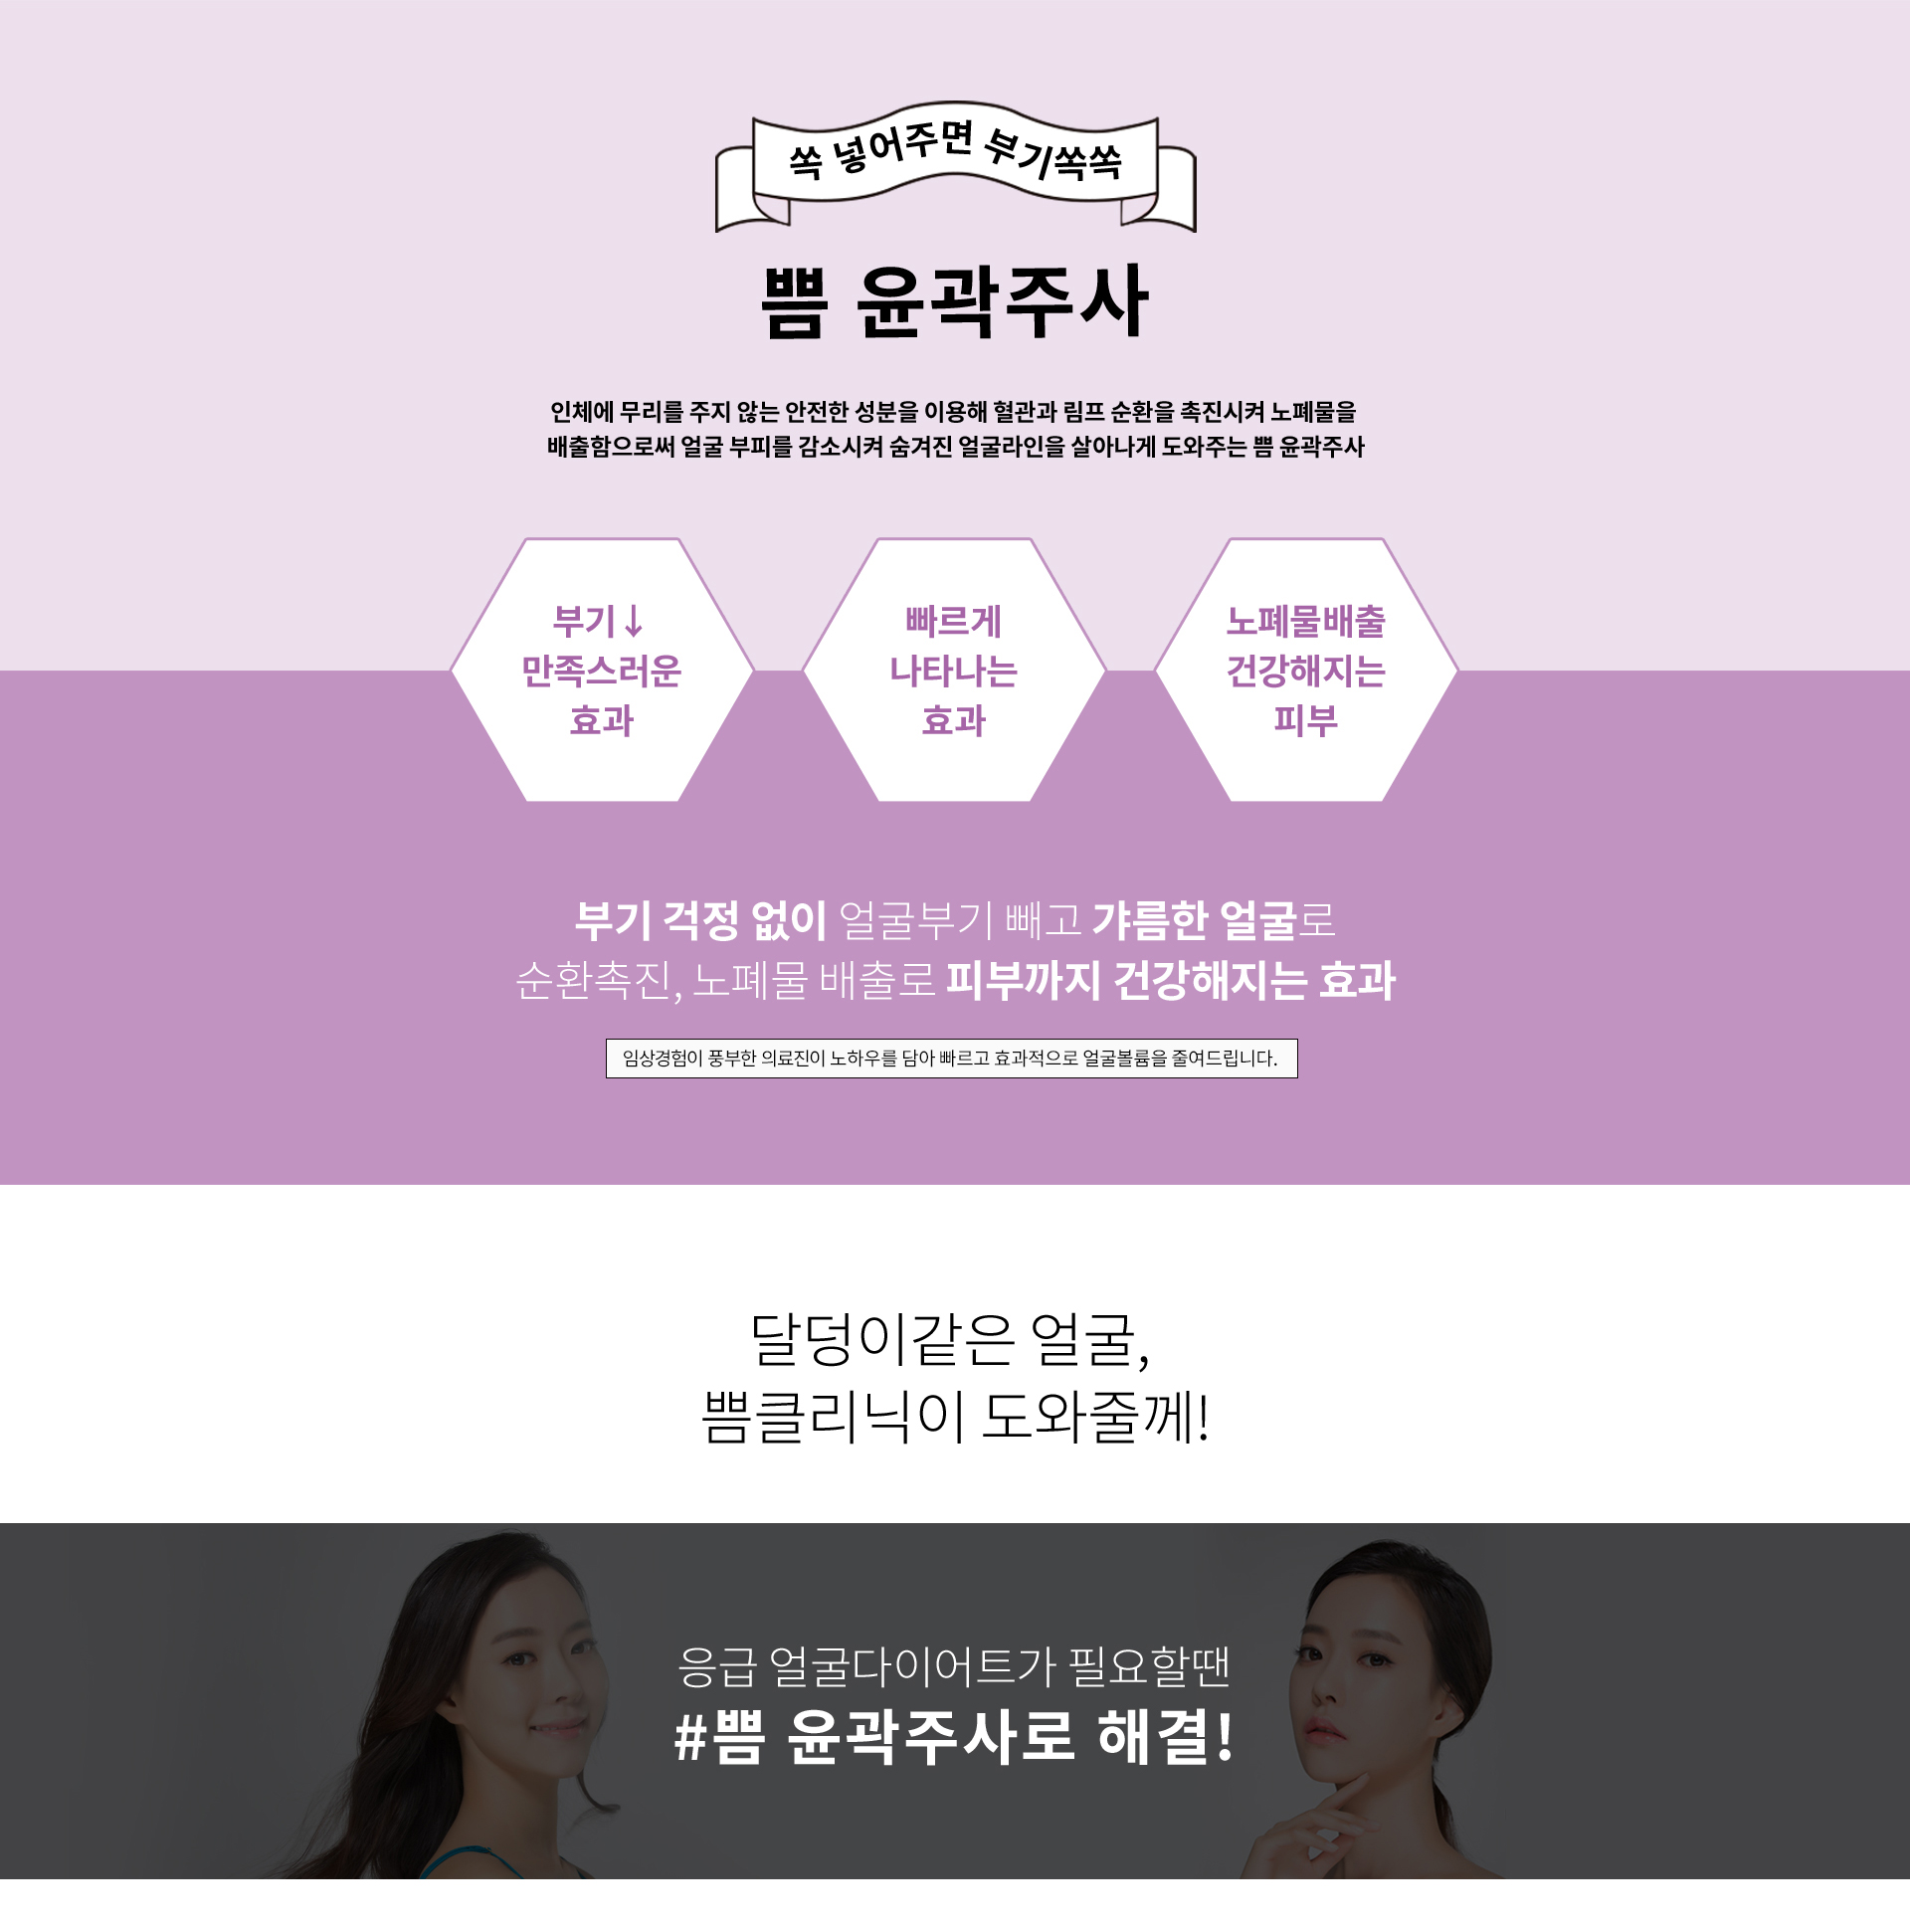 쏙 넣어주면 부기쏙쏙
쁨 윤곽주사
인체에 무리를 주지 않는 안전한 성분을 이용해 혈관과 림프 순환을 촉진시켜 노폐물을
배출함으로써 얼굴 부피를 감소시켜 숨겨진 얼굴라인을 살아나게 도와주는 쁨 윤곽주사
부기↓
만족스러운
효과
빠르게
나타나는
효과
노폐물배출
건강해지는
피부
부기 걱정 없이 얼굴부기 빼고 갸름한 얼굴로
순환촉진, 노폐물 배출로 피부까지 건강해지는 효과
임상경험이 풍부한 의료진이 노하우를 담아 빠르고 효과적으로 얼굴볼륨을 줄여드립니다.
달덩이같은 얼굴,
쁨클리닉이 도와줄께!
응급 얼굴다이어트가 필요할땐
#쁨 윤곽주사로 해결!